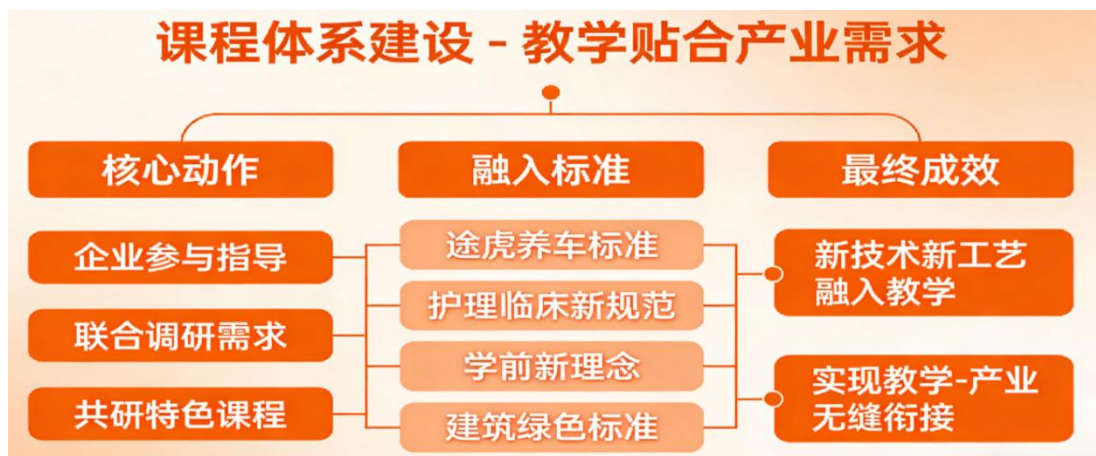 课程体系建设 - 教学贴合产业需求
核心动作
融入标准
最终成效
企业参与指导
联合调研需求
共研特色课程
途虎养车标准
护理临床新规范
学前新理念
建筑绿色标准
新技术新工艺
融入教学
实现教学-产业
无缝衔接